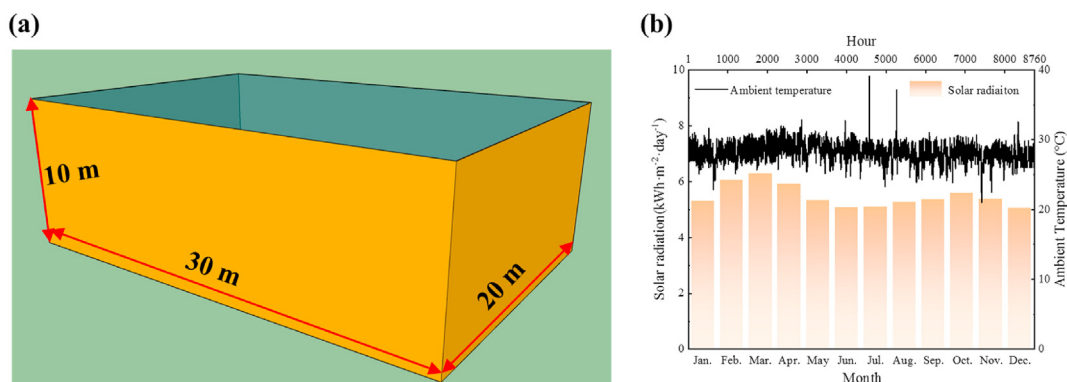 (a)
10 m
30 m
20 m
(b)
Hour
1 1000 2000 3000 4000 5000 6000 7000 8000 8760
10 40
Ambient temperature
Solar radiaiton
8
30
6
20
4
10
2
0 0
Solar radiation(kWh·m⁻²·day⁻¹)
Ambient Temperature (°C)
Jan. Feb. Mar. Apr. May Jun. Jul. Aug. Sep. Oct. Nov. Dec.
Month